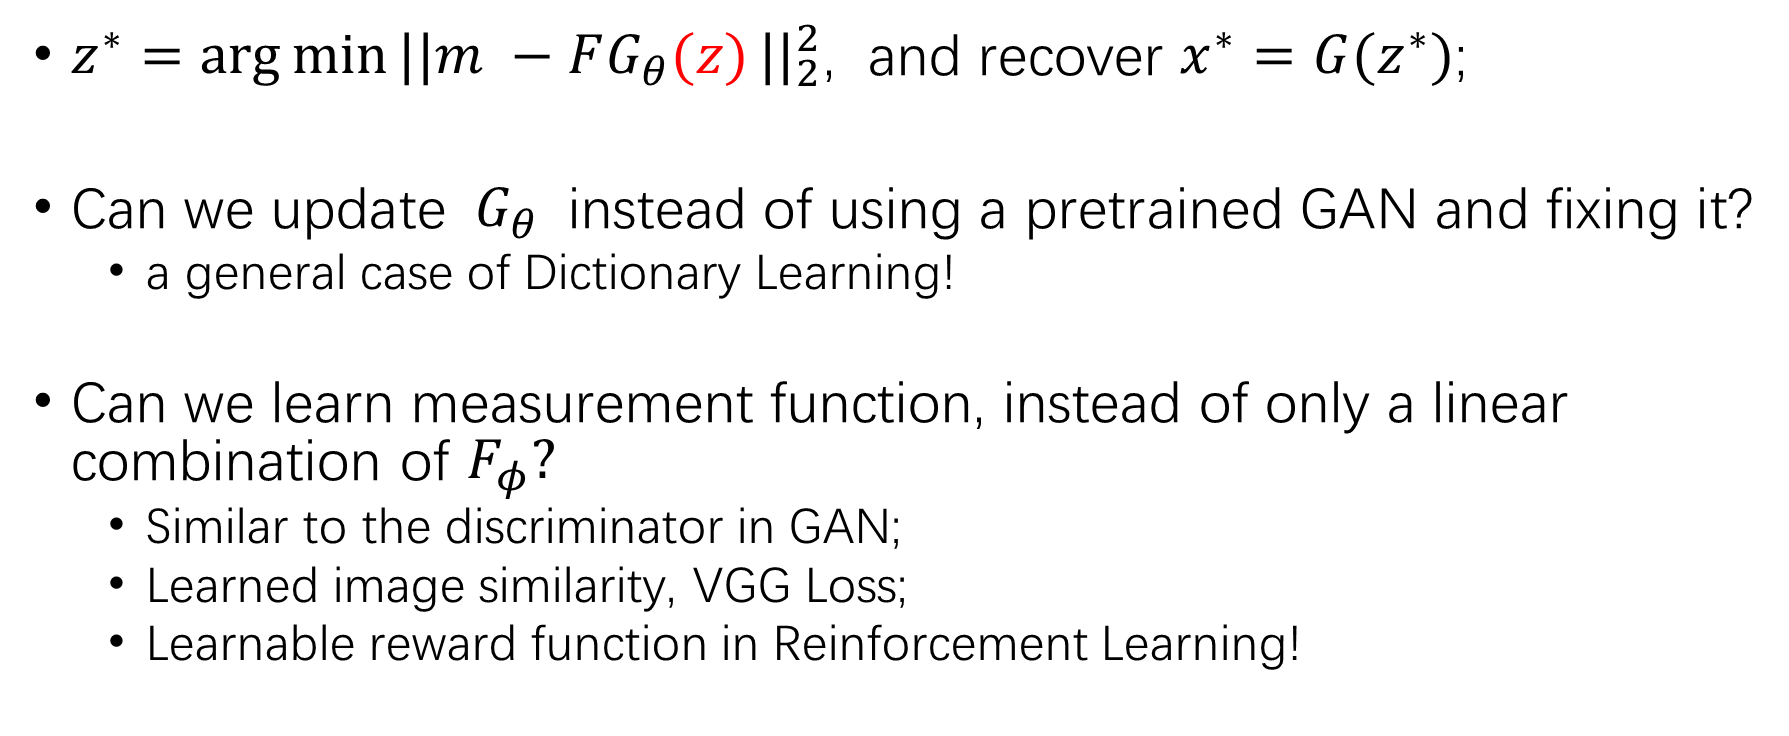 • z* = arg min ||m − FG_θ(z)||₂², and recover x* = G(z*);
• Can we update G_θ instead of using a pretrained GAN and fixing it?
• a general case of Dictionary Learning!
• Can we learn measurement function, instead of only a linear
combination of F_ϕ?
• Similar to the discriminator in GAN;
• Learned image similarity, VGG Loss;
• Learnable reward function in Reinforcement Learning!